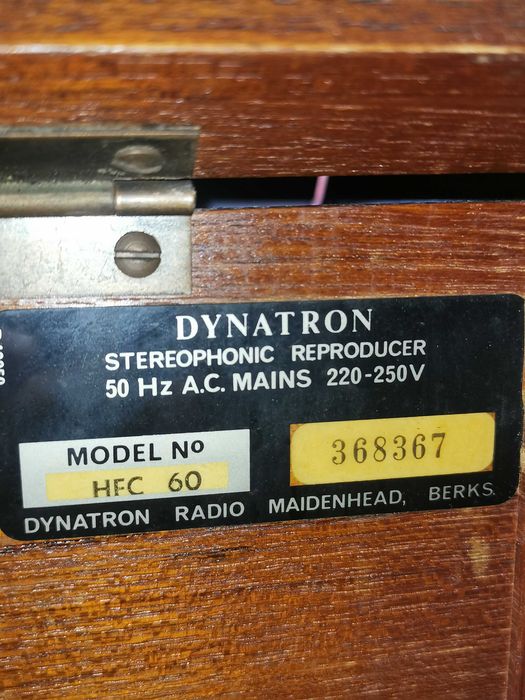 DYNATRON
STEREOPHONIC REPRODUCER
50 Hz A.C. MAINS 220-250V
MODEL Nº
HFC 60
368367
DYNATRON RADIO MAIDENHEAD, BERKS.